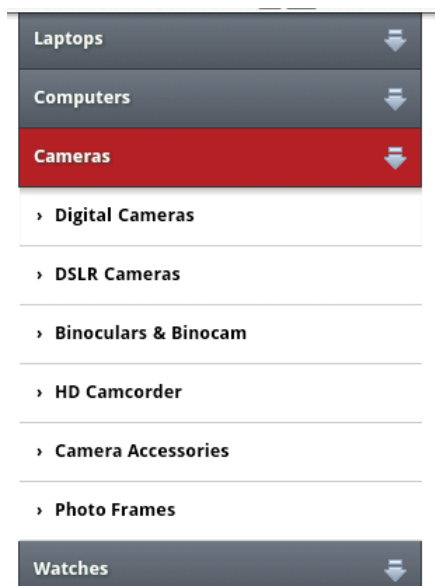 Laptops
Computers
Cameras
› Digital Cameras
› DSLR Cameras
› Binoculars & Binocam
› HD Camcorder
› Camera Accessories
› Photo Frames
Watches